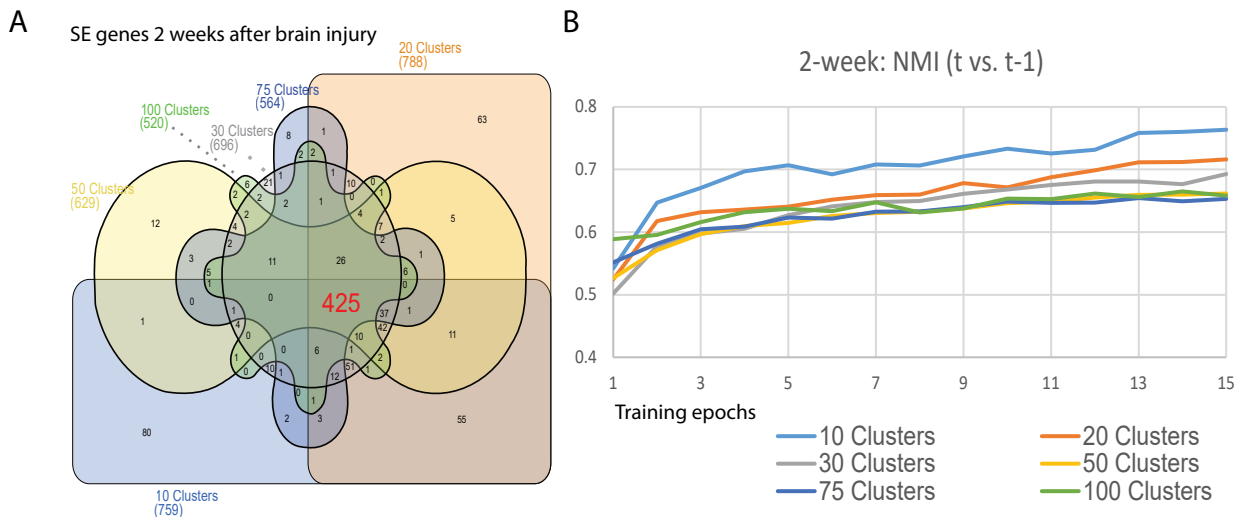 A
SE genes 2 weeks after brain injury
20 Clusters
(788)
75 Clusters
(564)
100 Clusters
(520)
30 Clusters
(696)
50 Clusters
(629)
10 Clusters
(759)
8 1 63
2 2
6 21 1 1 10 0
2 2 2 1 0 1
12 2 4 5
4 7
2 2
3 11 26 1
5 6
1 0
0 0 425
1 37 1
1 4 42 11
0 10
0 6 1
1 0 2
0 10 1 12 51 1
0
1
80 2 3 55
B
2-week: NMI (t vs. t-1)
0.8
0.7
0.6
0.5
0.4
1 3 5 7 9 11 13 15
Training epochs
10 Clusters 20 Clusters
30 Clusters 50 Clusters
75 Clusters 100 Clusters